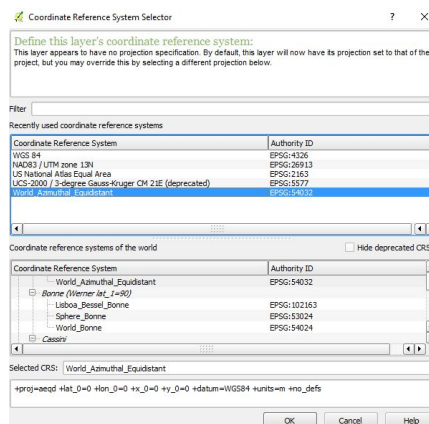 Coordinate Reference System Selector ? X
Define this layer's coordinate reference system:
This layer appears to have no projection specification. By default, this layer will now have its projection set to that of the
project, but you may override this by selecting a different projection below.
Filter
Recently used coordinate reference systems
Coordinate Reference System Authority ID
WGS 84 EPSG:4326
NAD83 / UTM zone 13N EPSG:26913
US National Atlas Equal Area EPSG:2163
UCS-2000 / 3-degree Gauss-Kruger CM 21E (deprecated) EPSG:5577
World_Azimuthal_Equidistant EPSG:54032
Coordinate reference systems of the world Hide deprecated CRS
Coordinate Reference System Authority ID
World_Azimuthal_Equidistant EPSG:54032
Bonne (Werner lat_1=90)
Lisboa_Bessel_Bonne EPSG:102163
Sphere_Bonne EPSG:53024
World_Bonne EPSG:54024
Cassini
Selected CRS: World_Azimuthal_Equidistant
+proj=aeqd +lat_0=0 +lon_0=0 +x_0=0 +y_0=0 +datum=WGS84 +units=m +no_defs
OK Cancel Help